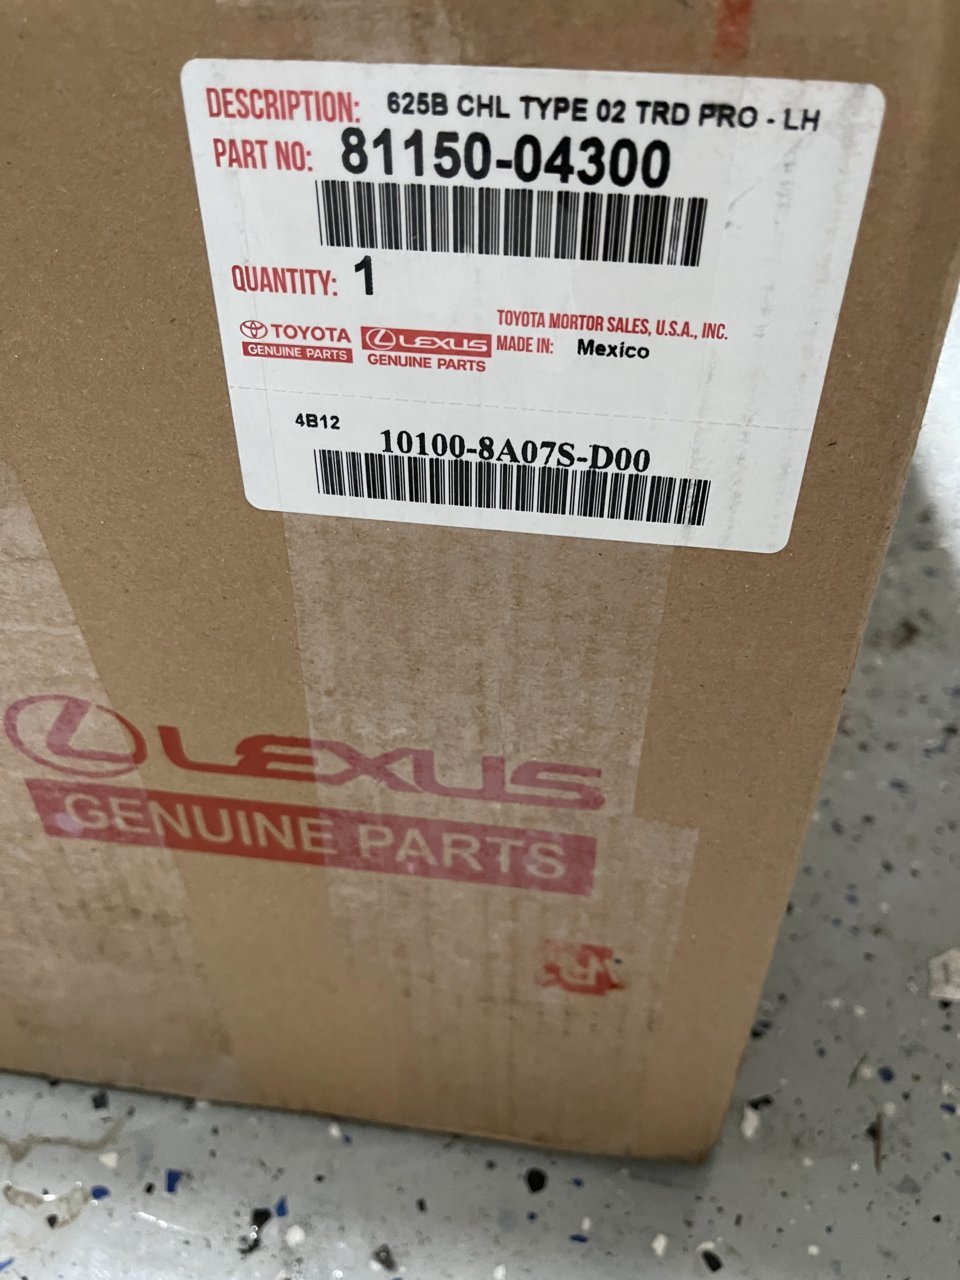 DESCRIPTION: 625B CHL TYPE 02 TRD PRO - LH
PART NO: 81150-04300
QUANTITY: 1
TOYOTA
GENUINE PARTS
LEXUS
GENUINE PARTS
TOYOTA MORTOR SALES, U.S.A., INC.
MADE IN: Mexico
4B12
10100-8A07S-D00
LEXUS
GENUINE PARTS